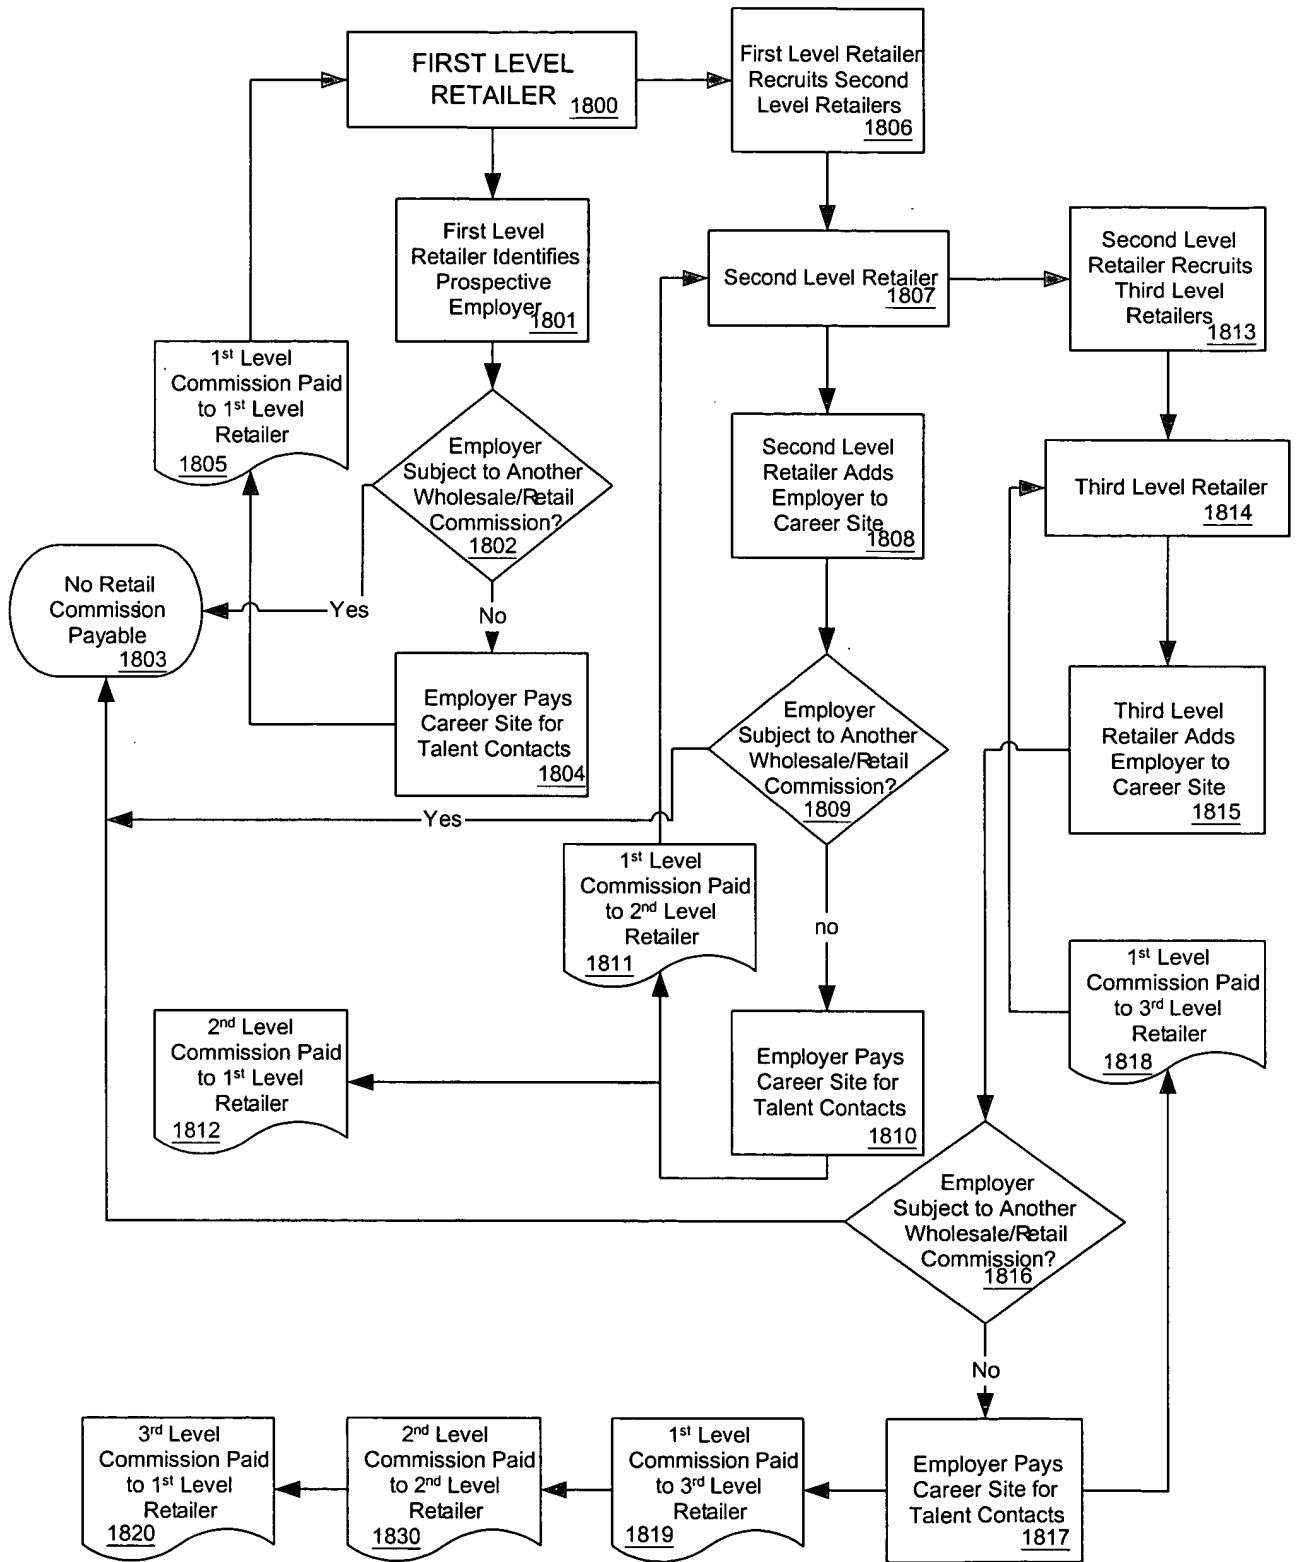 FIRST LEVEL
RETAILER
1800
First Level Retailer
Recruits Second
Level Retailers
1806
First Level
Retailer Identifies
Prospective
Employer
1801
Second Level Retailer
1807
Second Level
Retailer Recruits
Third Level
Retailers
1813
1st Level
Commission Paid
to 1st Level
Retailer
1805
Employer
Subject to Another
Wholesale/Retail
Commission?
1802
Second Level
Retailer Adds
Employer to
Career Site
1808
Third Level Retailer
1814
No Retail
Commission
Payable
1803
Yes
No
Employer Pays
Career Site for
Talent Contacts
1804
Employer
Subject to Another
Wholesale/Retail
Commission?
1809
Third Level
Retailer Adds
Employer to
Career Site
1815
Yes
1st Level
Commission Paid
to 2nd Level
Retailer
1811
no
1st Level
Commission Paid
to 3rd Level
Retailer
1818
2nd Level
Commission Paid
to 1st Level
Retailer
1812
Employer Pays
Career Site for
Talent Contacts
1810
Employer
Subject to Another
Wholesale/Retail
Commission?
1816
No
3rd Level
Commission Paid
to 1st Level
Retailer
1820
2nd Level
Commission Paid
to 2nd Level
Retailer
1830
1st Level
Commission Paid
to 3rd Level
Retailer
1819
Employer Pays
Career Site for
Talent Contacts
1817